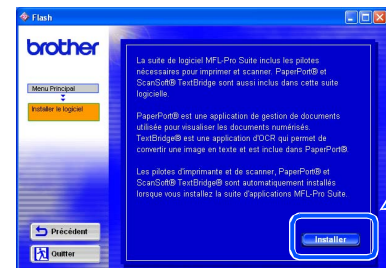 Flash
brother
Menu Principal
Installer le logiciel
La suite de logiciel MFL-Pro Suite inclus les pilotes
nécessaires pour imprimer et scanner. PaperPort® et
ScanSoft® TextBridge® sont aussi inclus dans cette suite
logicielle.
PaperPort® est une application de gestion de documents
utilisée pour visualiser les documents numérisés.
TextBridge® est une application d'OCR qui permet de
convertir une image en texte et est incluse dans PaperPort®.
Les pilotes d'imprimante et de scanner, PaperPort® et
ScanSoft® TextBridge® sont automatiquement installés
lorsque vous installez la suite d'applications MFL-Pro Suite.
Précédent
Quitter
Installer